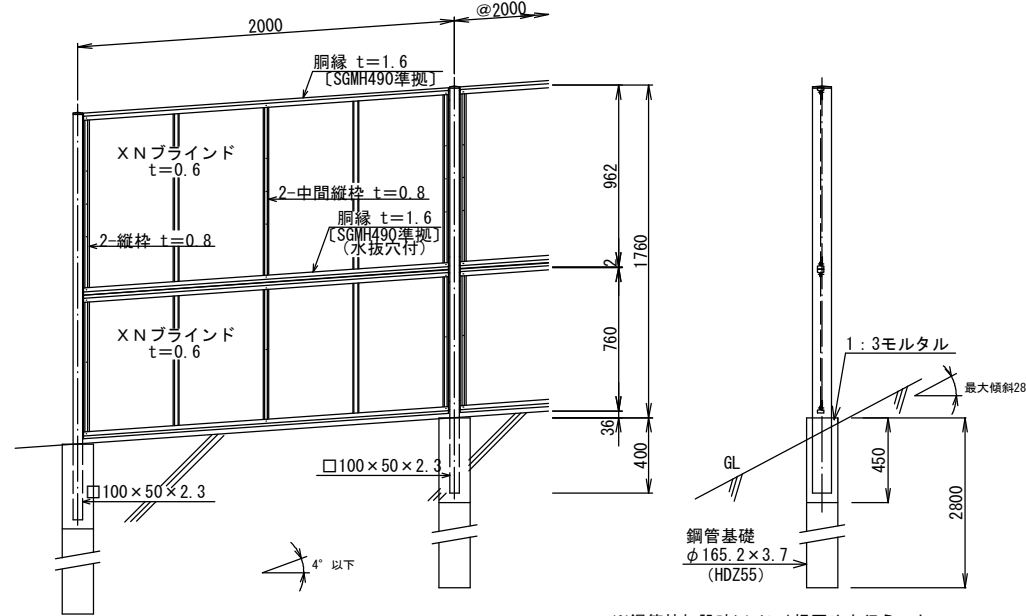 2000
@2000
胴縁 t=1.6
〔SGMH490準拠〕
XNブラインド
t=0.6
2-中間縦枠 t=0.8
胴縁 t=1.6
〔SGMH490準拠〕
(水抜穴付)
2-縦枠 t=0.8
XNブラインド
t=0.6
□100×50×2.3
□100×50×2.3
4° 以下
962
2
760
36
1760
400
1:3モルタル
最大傾斜28
GL
450
2800
鋼管基礎
φ165.2×3.7
(HDZ55)